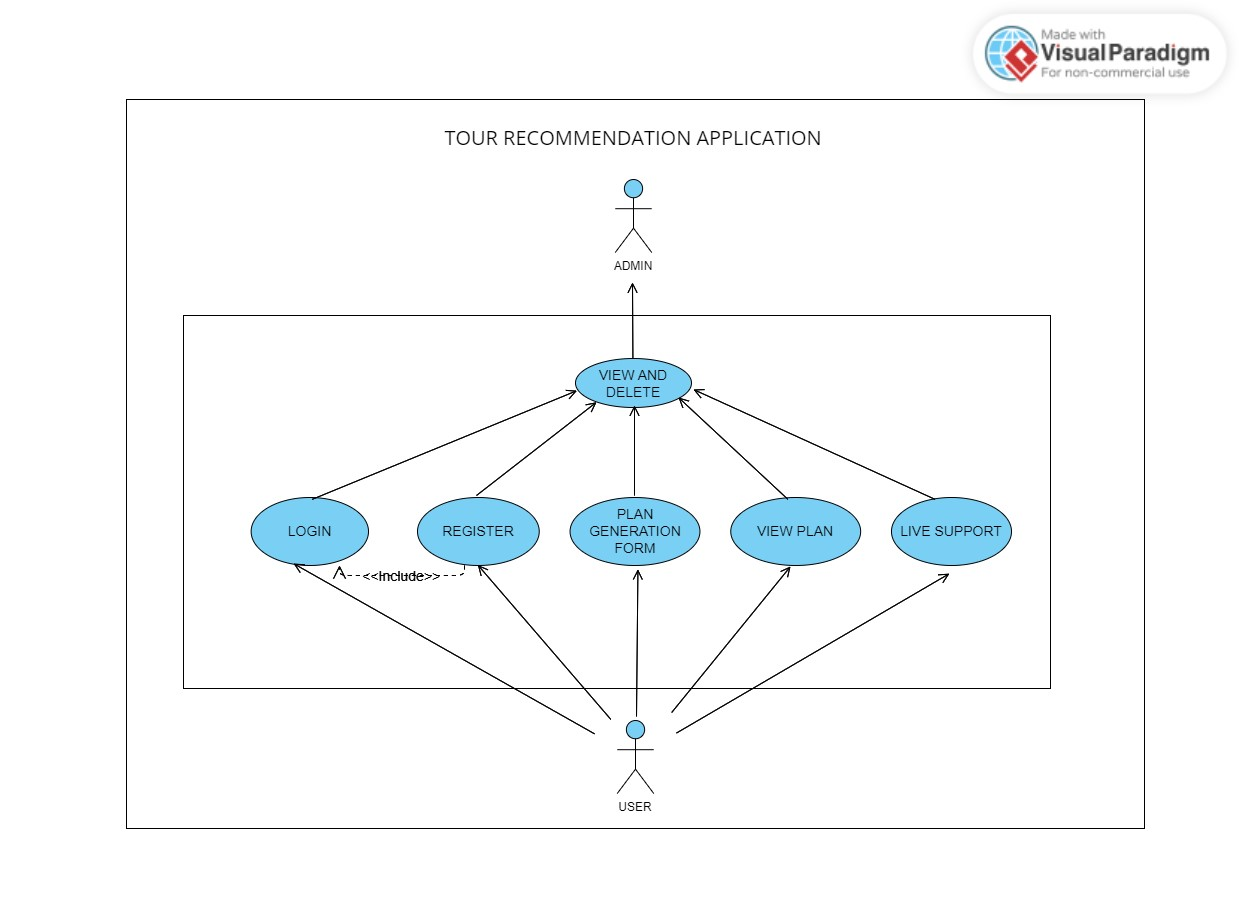 Made with
Visual Paradigm
For non-commercial use
TOUR RECOMMENDATION APPLICATION
ADMIN
VIEW AND
DELETE
LOGIN
REGISTER
PLAN
GENERATION
FORM
VIEW PLAN
LIVE SUPPORT
<<Include>>
USER